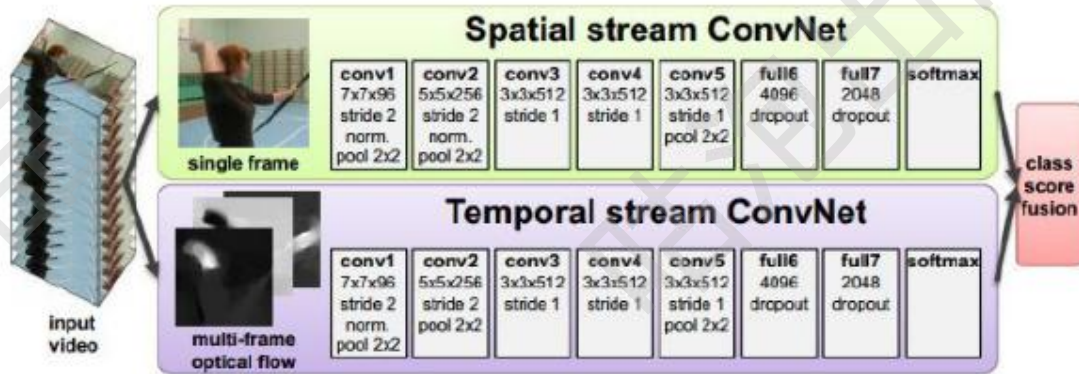 Spatial stream ConvNet
conv1
7x7x96
stride 2
norm.
pool 2x2
conv2
5x5x256
stride 2
norm.
pool 2x2
conv3
3x3x512
stride 1
conv4
3x3x512
stride 1
conv5
3x3x512
stride 1
pool 2x2
full6
4096
dropout
full7
2048
dropout
softmax
single frame
input
video
Temporal stream ConvNet
conv1
7x7x96
stride 2
norm.
pool 2x2
conv2
5x5x256
stride 2
pool 2x2
conv3
3x3x512
stride 1
conv4
3x3x512
stride 1
conv5
3x3x512
stride 1
pool 2x2
full6
4096
dropout
full7
2048
dropout
softmax
multi-frame
optical flow
class
score
fusion